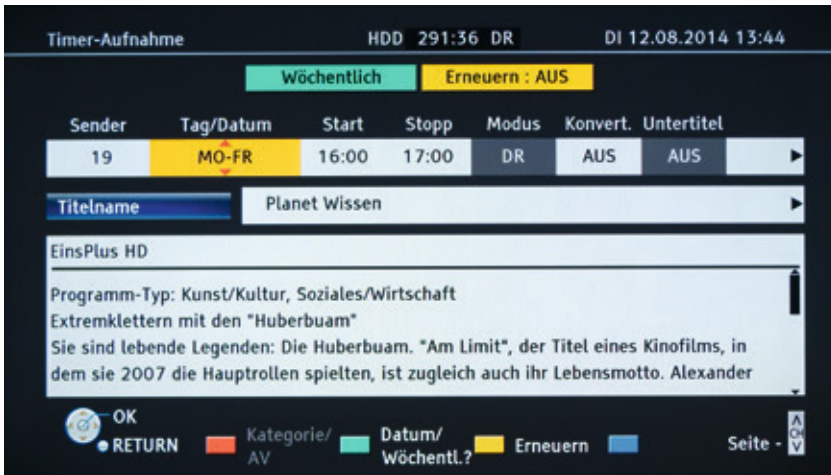 Timer-Aufnahme HDD 291:36 DR DI 12.08.2014 13:44
Wöchentlich Erneuern : AUS
Sender Tag/Datum Start Stopp Modus Konvert. Untertitel
19 MO-FR 16:00 17:00 DR AUS AUS
Titelname Planet Wissen
EinsPlus HD
Programm-Typ: Kunst/Kultur, Soziales/Wirtschaft
Extremklettern mit den "Huberbuam"
Sie sind lebende Legenden: Die Huberbuam. "Am Limit", der Titel eines Kinofilms, in
dem sie 2007 die Hauptrollen spielten, ist zugleich auch ihr Lebensmotto. Alexander
OK
RETURN
Kategorie/
AV
Datum/
Wöchentl.?
Erneuern
Seite -
CH